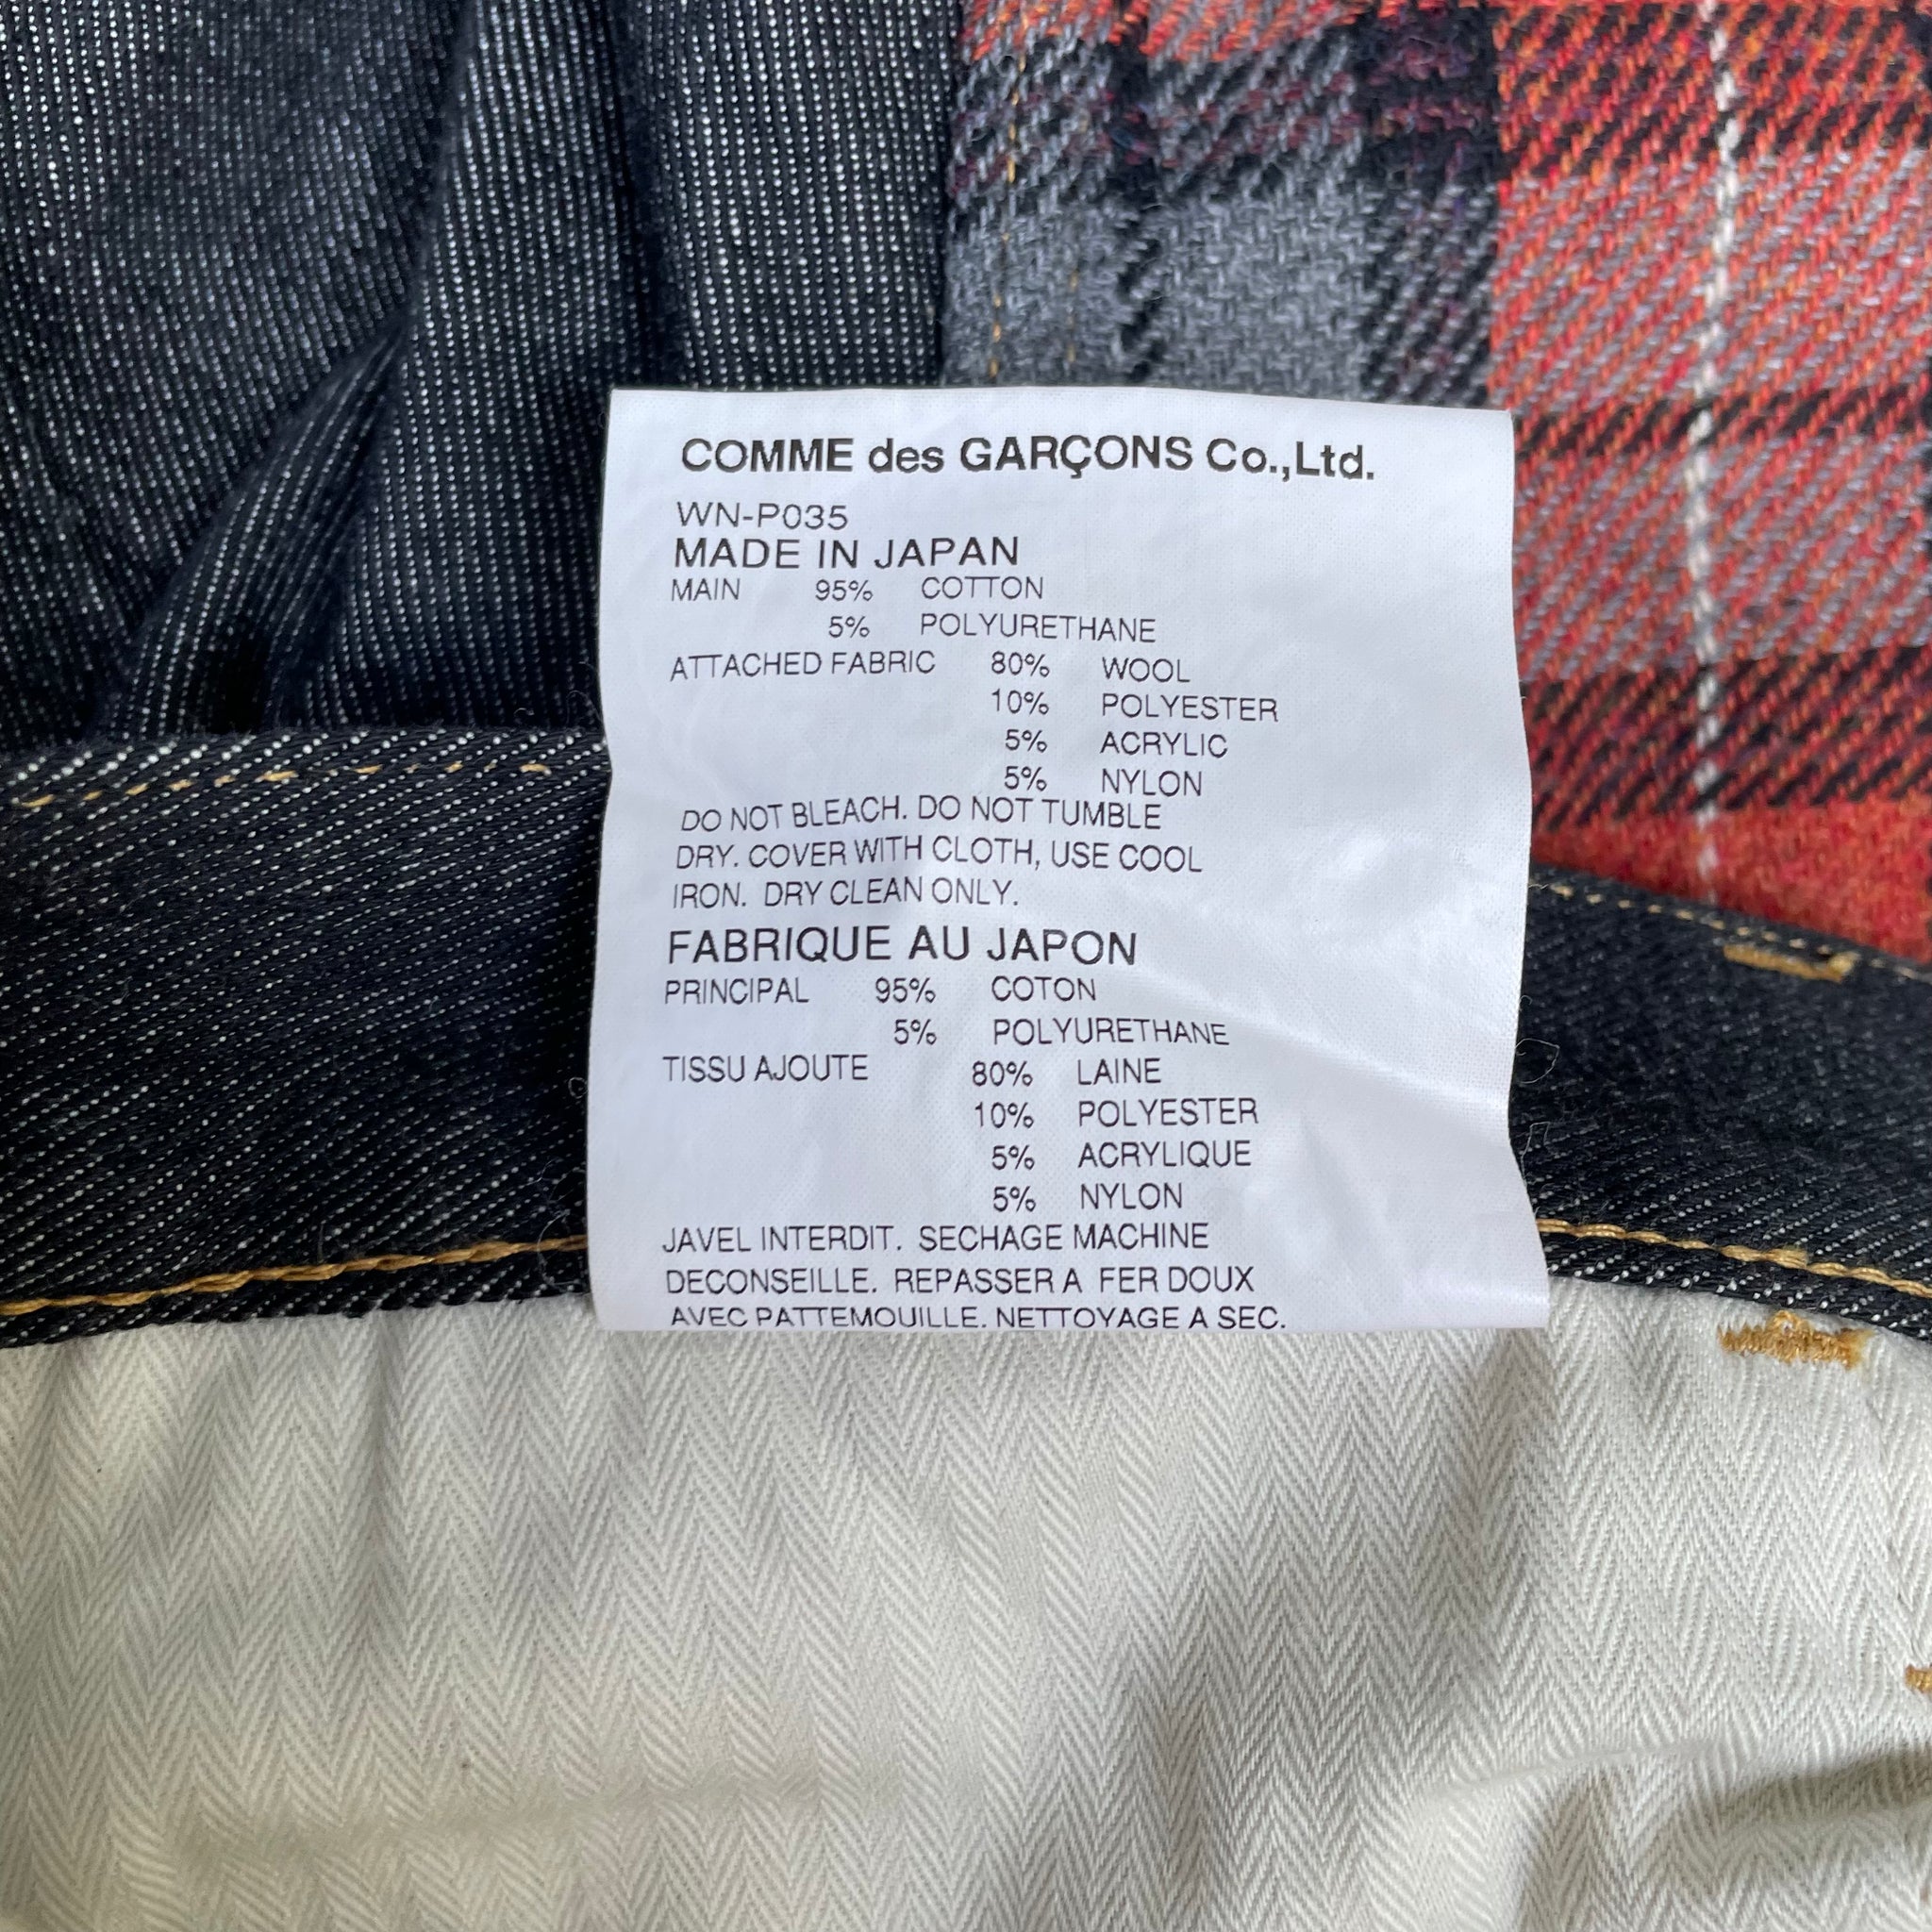 COMME des GARÇONS Co.,Ltd.
WN-P035
MADE IN JAPAN
MAIN 95% COTTON
5% POLYURETHANE
ATTACHED FABRIC 80% WOOL
10% POLYESTER
5% ACRYLIC
5% NYLON
DO NOT BLEACH. DO NOT TUMBLE
DRY. COVER WITH CLOTH, USE COOL
IRON. DRY CLEAN ONLY.
FABRIQUE AU JAPON
PRINCIPAL 95% COTON
5% POLYURETHANE
TISSU AJOUTE 80% LAINE
10% POLYESTER
5% ACRYLIQUE
5% NYLON
JAVEL INTERDIT. SECHAGE MACHINE
DECONSEILLE. REPASSER A FER DOUX
AVEC PATTEMOUILLE. NETTOYAGE A SEC.